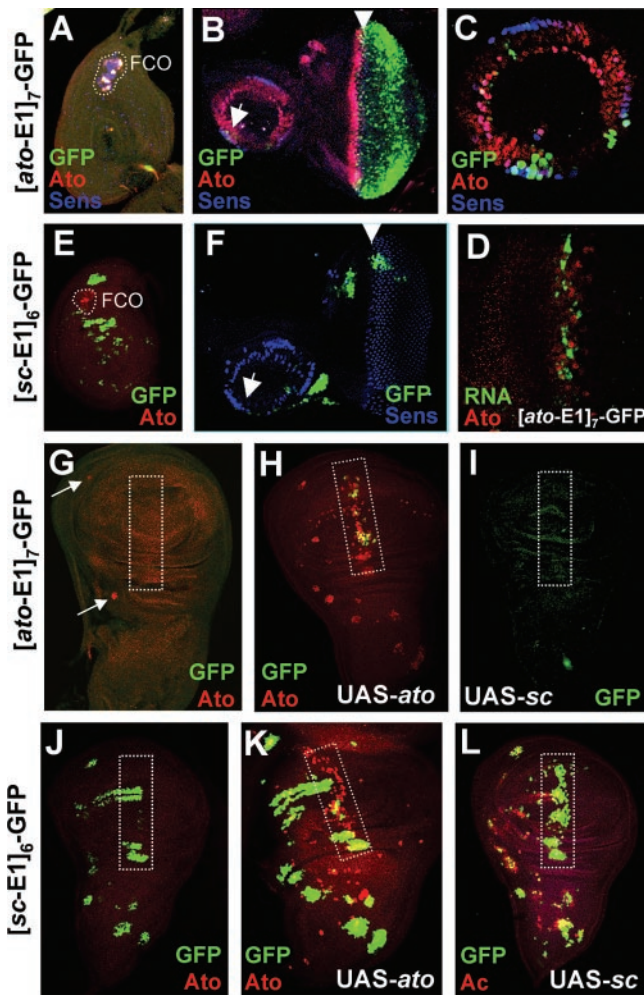 [ato-E1]7-GFP
A
FCO
GFP
Ato
Sens
B
GFP
Ato
Sens
C
GFP
Ato
Sens
[sc-E1]6-GFP
E
FCO
GFP
Ato
F
GFP
Sens
D
RNA
Ato [ato-E1]7-GFP
[ato-E1]7-GFP
G
GFP
Ato
H
GFP
Ato
UAS-ato
I
UAS-sc GFP
[sc-E1]6-GFP
J
GFP
Ato
K
GFP
Ato UAS-ato
L
GFP
Ac UAS-sc